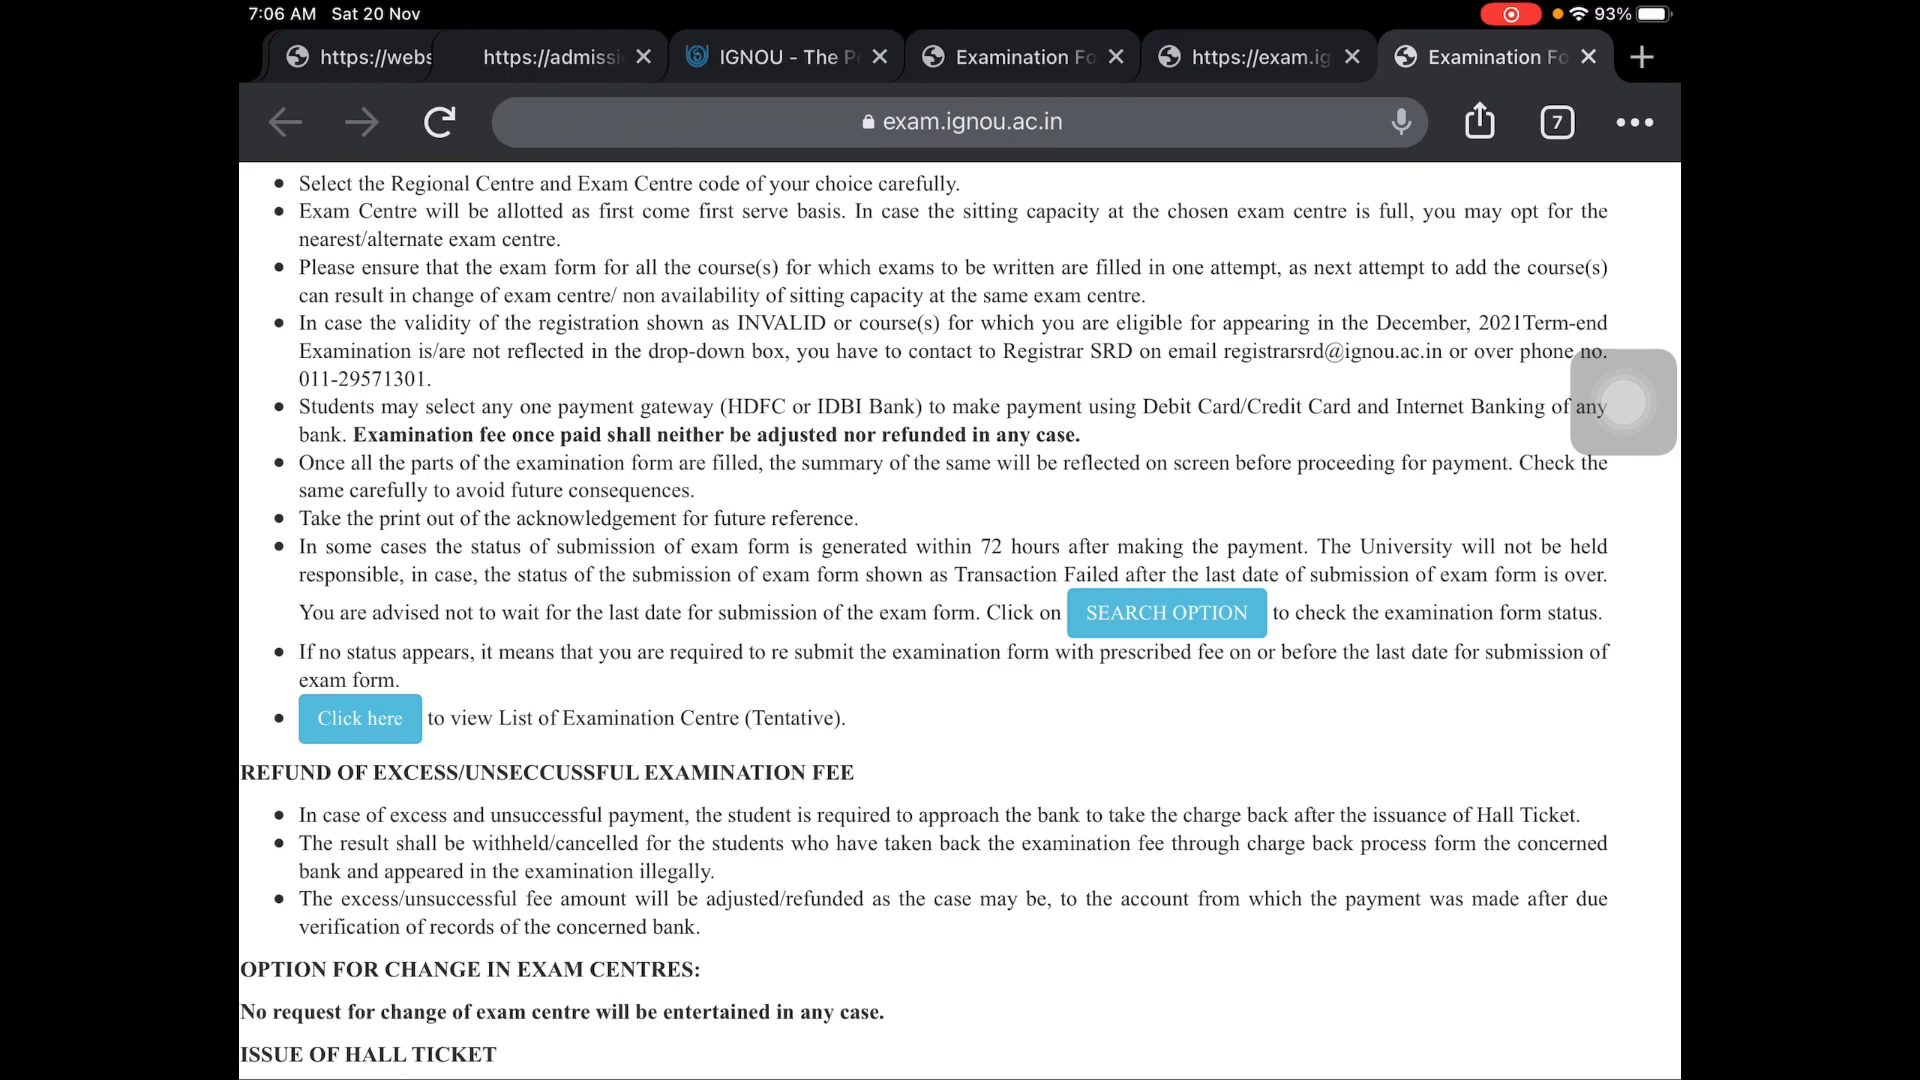 7:06 AM Sat 20 Nov
93%
https://webs
https://admissi
IGNOU - The P
Examination Fo
https://exam.ig
Examination Fo
exam.ignou.ac.in
7
Select the Regional Centre and Exam Centre code of your choice carefully.
Exam Centre will be allotted as first come first serve basis. In case the sitting capacity at the chosen exam centre is full, you may opt for the
nearest/alternate exam centre.
Please ensure that the exam form for all the course(s) for which exams to be written are filled in one attempt, as next attempt to add the course(s)
can result in change of exam centre/ non availability of sitting capacity at the same exam centre.
In case the validity of the registration shown as INVALID or course(s) for which you are eligible for appearing in the December, 2021Term-end
Examination is/are not reflected in the drop-down box, you have to contact to Registrar SRD on email registrarsrd@ignou.ac.in or over phone no.
011-29571301.
Students may select any one payment gateway (HDFC or IDBI Bank) to make payment using Debit Card/Credit Card and Internet Banking of any
bank. Examination fee once paid shall neither be adjusted nor refunded in any case.
Once all the parts of the examination form are filled, the summary of the same will be reflected on screen before proceeding for payment. Check the
same carefully to avoid future consequences.
Take the print out of the acknowledgement for future reference.
In some cases the status of submission of exam form is generated within 72 hours after making the payment. The University will not be held
responsible, in case, the status of the submission of exam form shown as Transaction Failed after the last date of submission of exam form is over.
You are advised not to wait for the last date for submission of the exam form. Click on SEARCH OPTION to check the examination form status.
If no status appears, it means that you are required to re submit the examination form with prescribed fee on or before the last date for submission of
exam form.
Click here to view List of Examination Centre (Tentative).
REFUND OF EXCESS/UNSECCUSSFUL EXAMINATION FEE
In case of excess and unsuccessful payment, the student is required to approach the bank to take the charge back after the issuance of Hall Ticket.
The result shall be withheld/cancelled for the students who have taken back the examination fee through charge back process form the concerned
bank and appeared in the examination illegally.
The excess/unsuccessful fee amount will be adjusted/refunded as the case may be, to the account from which the payment was made after due
verification of records of the concerned bank.
OPTION FOR CHANGE IN EXAM CENTRES:
No request for change of exam centre will be entertained in any case.
ISSUE OF HALL TICKET